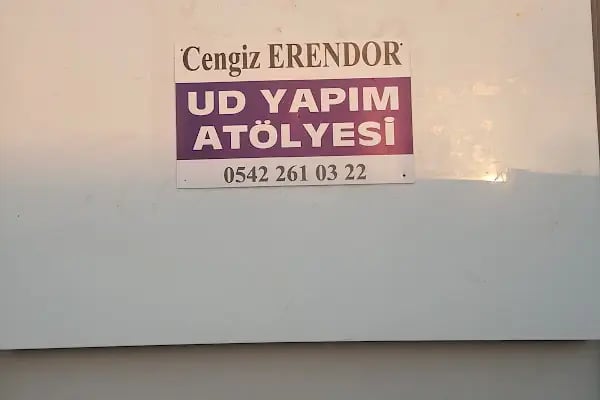 Cengiz ERENDOR
UD YAPIM
ATÖLYESİ
0542 261 03 22